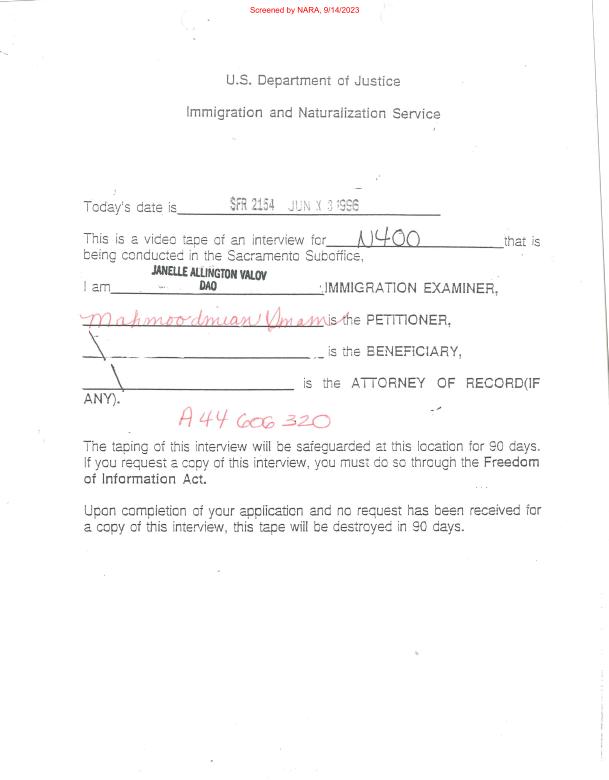 Screened by NARA, 9/14/2023
U.S. Department of Justice
Immigration and Naturalization Service
Today's date is SFR 2154 JUN 3 1996
This is a video tape of an interview for N400 that is
being conducted in the Sacramento Suboffice,
JANELLE ALLINGTON VALOV
I am DAO IMMIGRATION EXAMINER,
Mahmoodmian Imam is the PETITIONER,
is the BENEFICIARY,
is the ATTORNEY OF RECORD(IF
ANY).
A44 606 320
The taping of this interview will be safeguarded at this location for 90 days.
If you request a copy of this interview, you must do so through the Freedom
of Information Act.
Upon completion of your application and no request has been received for
a copy of this interview, this tape will be destroyed in 90 days.